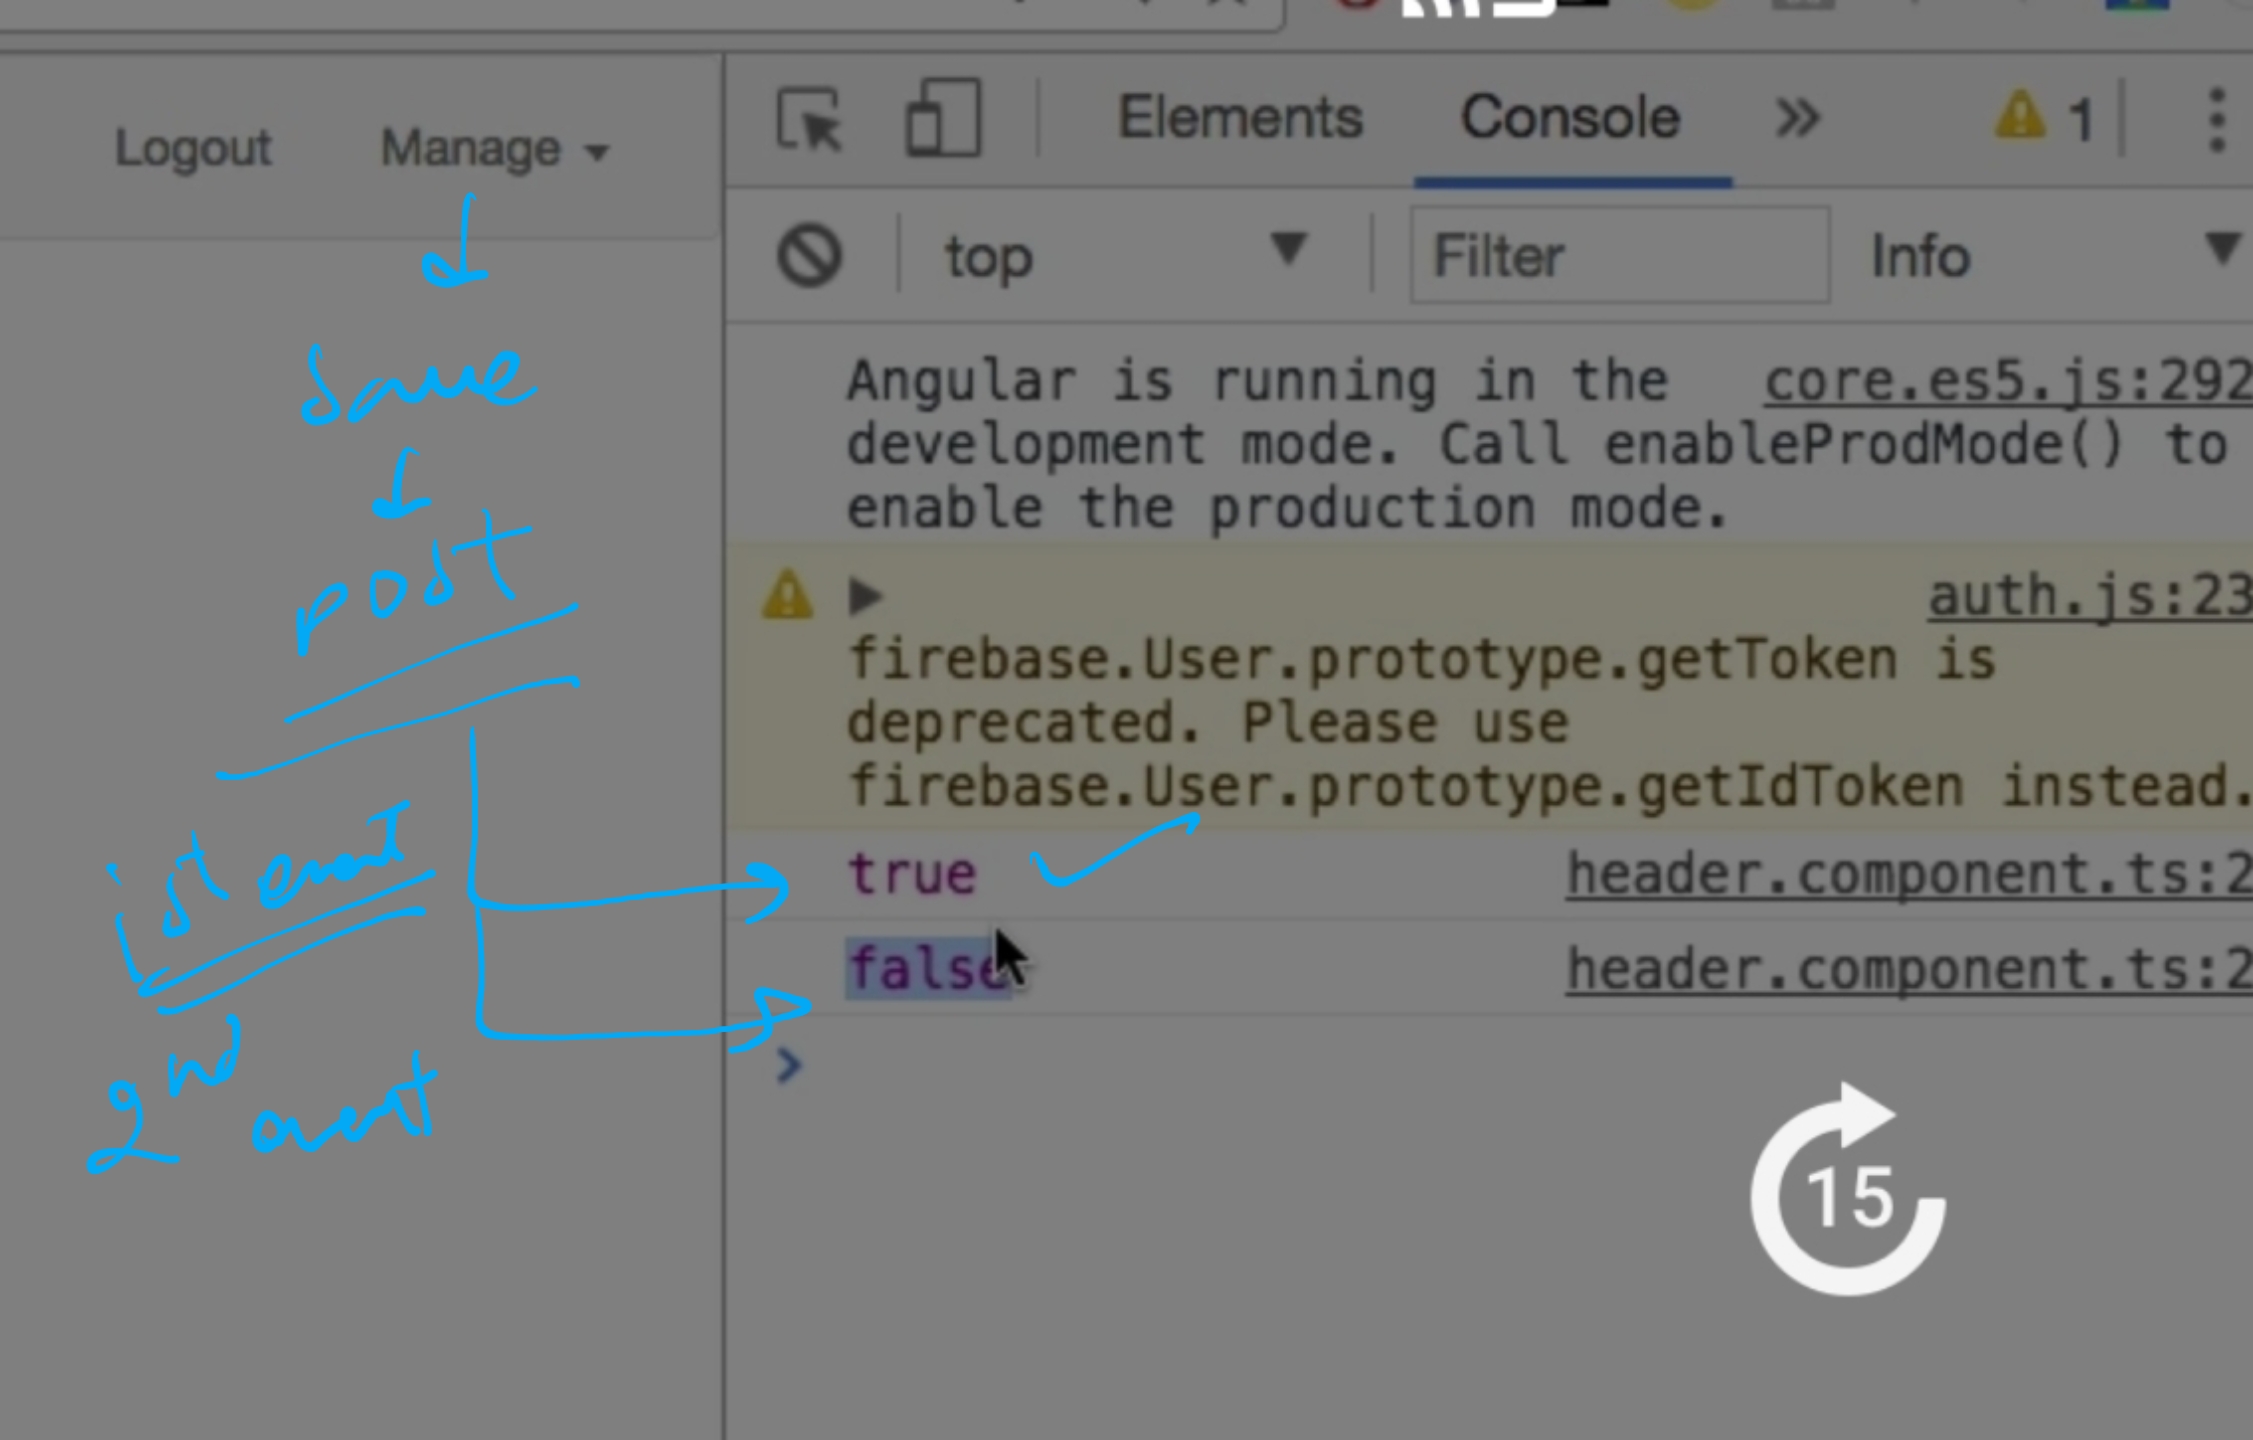 Logout Manage
Elements Console 1
top Filter Info
Angular is running in the core.es5.js:292
development mode. Call enableProdMode() to
enable the production mode.
auth.js:23
firebase.User.prototype.getToken is
deprecated. Please use
firebase.User.prototype.getIdToken instead.
true header.component.ts:2
false header.component.ts:2
15
save
post
1st event
2nd event